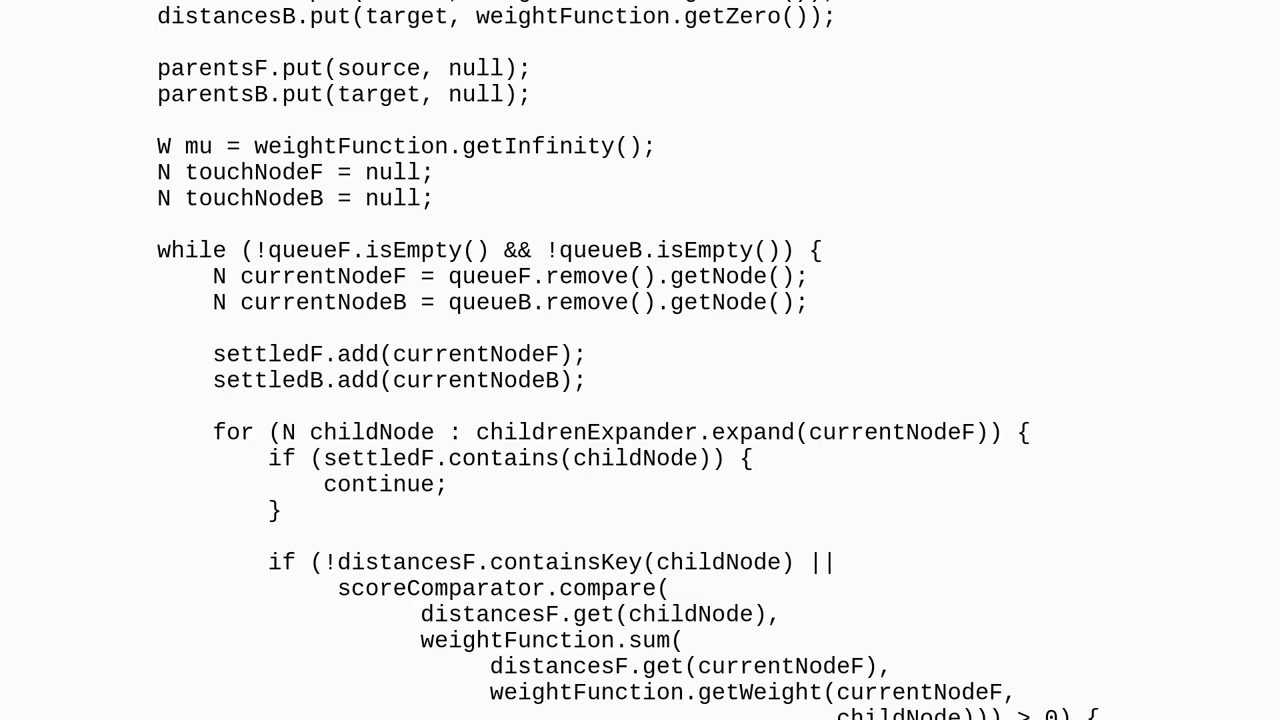 distancesB.put(target, weightFunction.getZero());
parentsF.put(source, null);
parentsB.put(target, null);
W mu = weightFunction.getInfinity();
N touchNodeF = null;
N touchNodeB = null;
while (!queueF.isEmpty() && !queueB.isEmpty()) {
N currentNodeF = queueF.remove().getNode();
N currentNodeB = queueB.remove().getNode();
settledF.add(currentNodeF);
settledB.add(currentNodeB);
for (N childNode : childrenExpander.expand(currentNodeF)) {
if (settledF.contains(childNode)) {
continue;
}
if (!distancesF.containsKey(childNode) ||
scoreComparator.compare(
distancesF.get(childNode),
weightFunction.sum(
distancesF.get(currentNodeF),
weightFunction.getWeight(currentNodeF,
childNode))) > 0) {